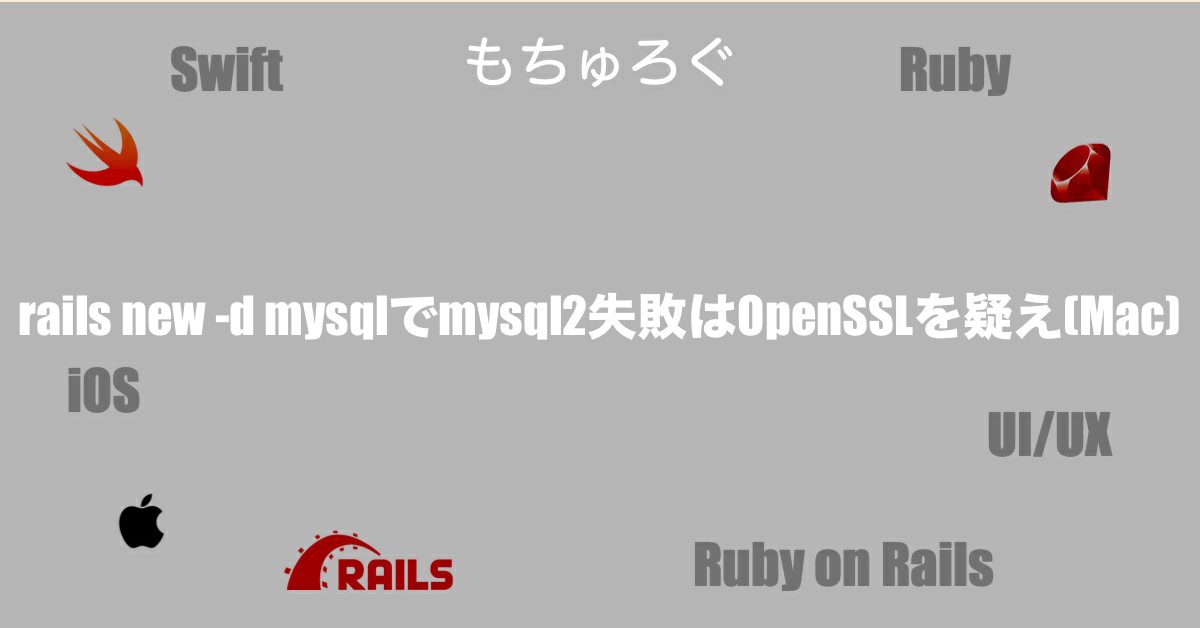 Swift
もちゅろぐ
Ruby
rails new -d mysqlでmysql2失敗はOpenSSLを疑え(Mac)
iOS
UI/UX
RAILS
Ruby on Rails